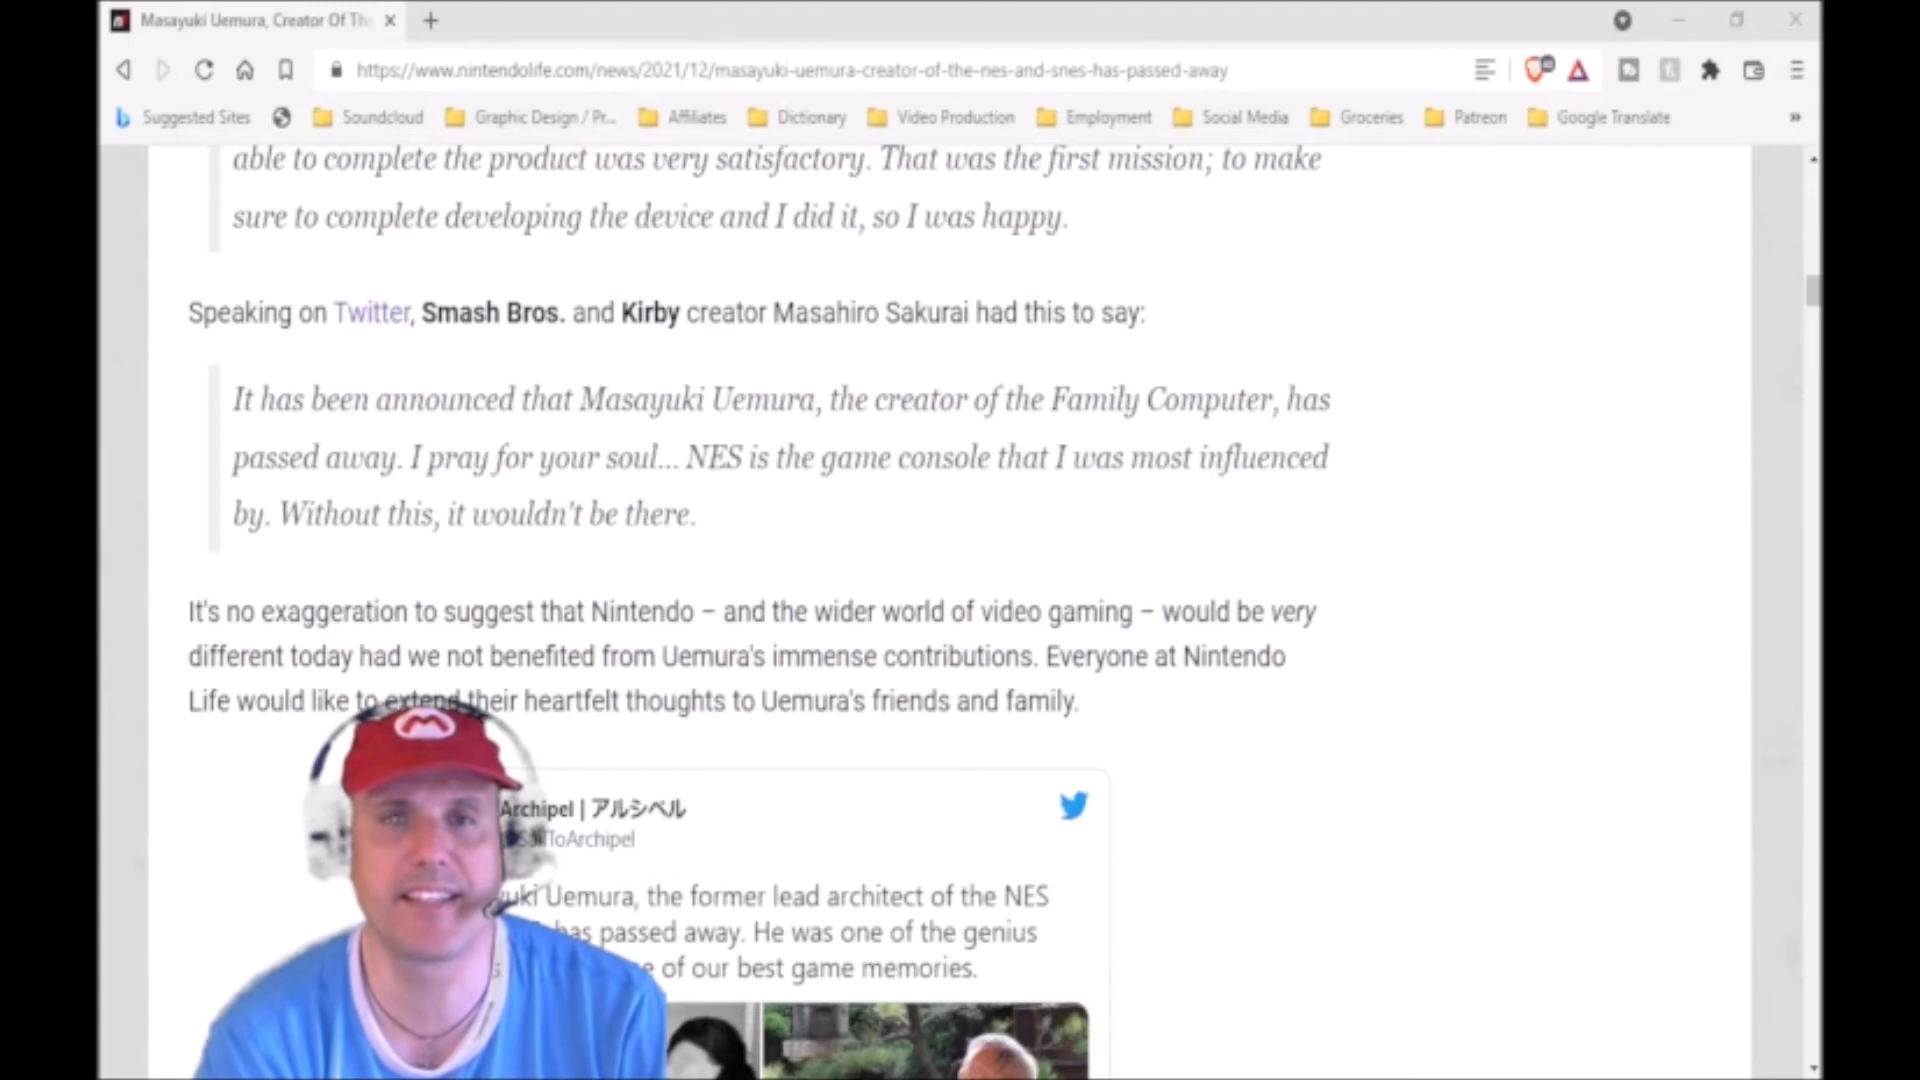 Masayuki Uemura, Creator Of Th
https://www.nintendolife.com/news/2021/12/masayuki-uemura-creator-of-the-nes-and-snes-has-passed-away
Suggested Sites Soundcloud Graphic Design / Pr... Affiliates Dictionary Video Production Employment Social Media Groceries Patreon Google Translate »
able to complete the product was very satisfactory. That was the first mission; to make
sure to complete developing the device and I did it, so I was happy.
Speaking on Twitter, Smash Bros. and Kirby creator Masahiro Sakurai had this to say:
It has been announced that Masayuki Uemura, the creator of the Family Computer, has
passed away. I pray for your soul... NES is the game console that I was most influenced
by. Without this, it wouldn't be there.
It's no exaggeration to suggest that Nintendo – and the wider world of video gaming – would be very
different today had we not benefited from Uemura's immense contributions. Everyone at Nintendo
Life would like to extend their heartfelt thoughts to Uemura's friends and family.
M
Archipel | アルシペル
ToArchipel
uki Uemura, the former lead architect of the NES
has passed away. He was one of the genius
of our best game memories.